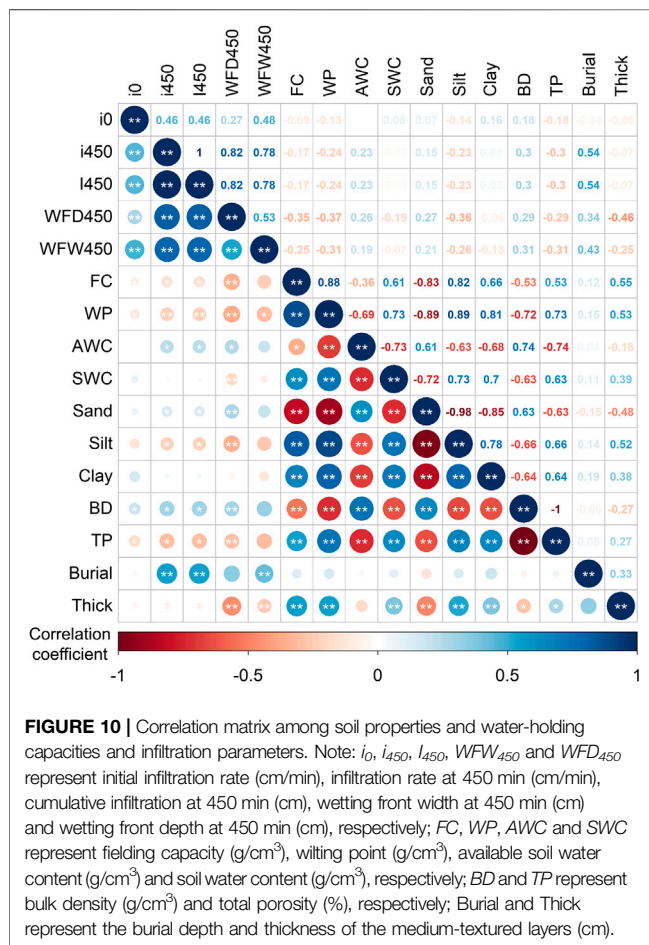 i0 I450 I450 WFD450 WFW450 FC WP AWC SWC Sand Silt Clay BD TP Burial Thick
i0 ** 0.46 0.46 0.27 0.48 -0.09 -0.13 0.06 0.07 -0.14 0.16 0.18 -0.18
i450 ** ** 1 0.82 0.78 -0.17 -0.24 0.23 0.15 -0.23 0.3 -0.3 0.54 -0.07
I450 ** ** ** 0.82 0.78 -0.17 -0.24 0.23 0.15 -0.23 0.3 -0.3 0.54 -0.07
WFD450 ** ** ** ** 0.53 -0.35 -0.37 0.26 -0.19 0.27 -0.36 0.29 -0.29 0.34 -0.46
WFW450 ** ** ** ** ** -0.25 -0.31 0.19 -0.07 0.21 -0.26 -0.13 0.31 -0.31 0.43 -0.25
FC * * ** ** 0.88 -0.36 0.61 -0.83 0.82 0.66 -0.53 0.53 0.12 0.55
WP ** ** ** * ** ** -0.69 0.73 -0.89 0.89 0.81 -0.72 0.73 0.15 0.53
AWC * * * * ** ** -0.73 0.61 -0.63 -0.68 0.74 -0.74 -0.18
SWC ** ** ** ** ** -0.72 0.73 0.7 -0.63 0.63 0.11 0.39
Sand * * ** ** ** ** ** ** -0.98 -0.85 0.63 -0.63 -0.15 -0.48
Silt * * ** ** ** ** ** ** ** 0.78 -0.66 0.66 0.14 0.52
Clay ** ** ** ** ** ** ** -0.64 0.64 0.19 0.38
BD * * * ** ** ** ** ** ** ** ** ** -1 -0.06 -0.27
TP * * * ** ** ** ** ** ** ** ** ** ** 0.27
Burial ** ** ** ** 0.33
Thick ** ** ** ** ** ** ** ** * * **
Correlation
coefficient
-1 -0.5 0 0.5 1
FIGURE 10 | Correlation matrix among soil properties and water-holding
capacities and infiltration parameters. Note: i0, i450, I450, WFW450 and WFD450
represent initial infiltration rate (cm/min), infiltration rate at 450 min (cm/min),
cumulative infiltration at 450 min (cm), wetting front width at 450 min (cm)
and wetting front depth at 450 min (cm), respectively; FC, WP, AWC and SWC
represent fielding capacity (g/cm³), wilting point (g/cm³), available soil water
content (g/cm³) and soil water content (g/cm³), respectively; BD and TP represent
bulk density (g/cm³) and total porosity (%), respectively; Burial and Thick
represent the burial depth and thickness of the medium-textured layers (cm).